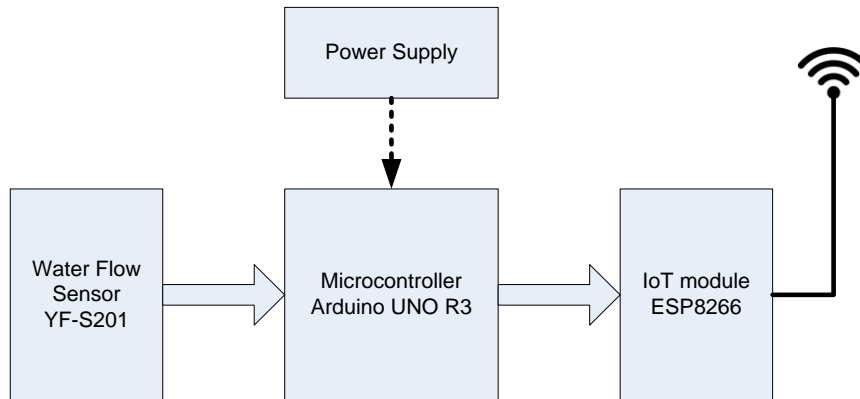 Power Supply
Water Flow
Sensor
YF-S201
Microcontroller
Arduino UNO R3
IoT module
ESP8266